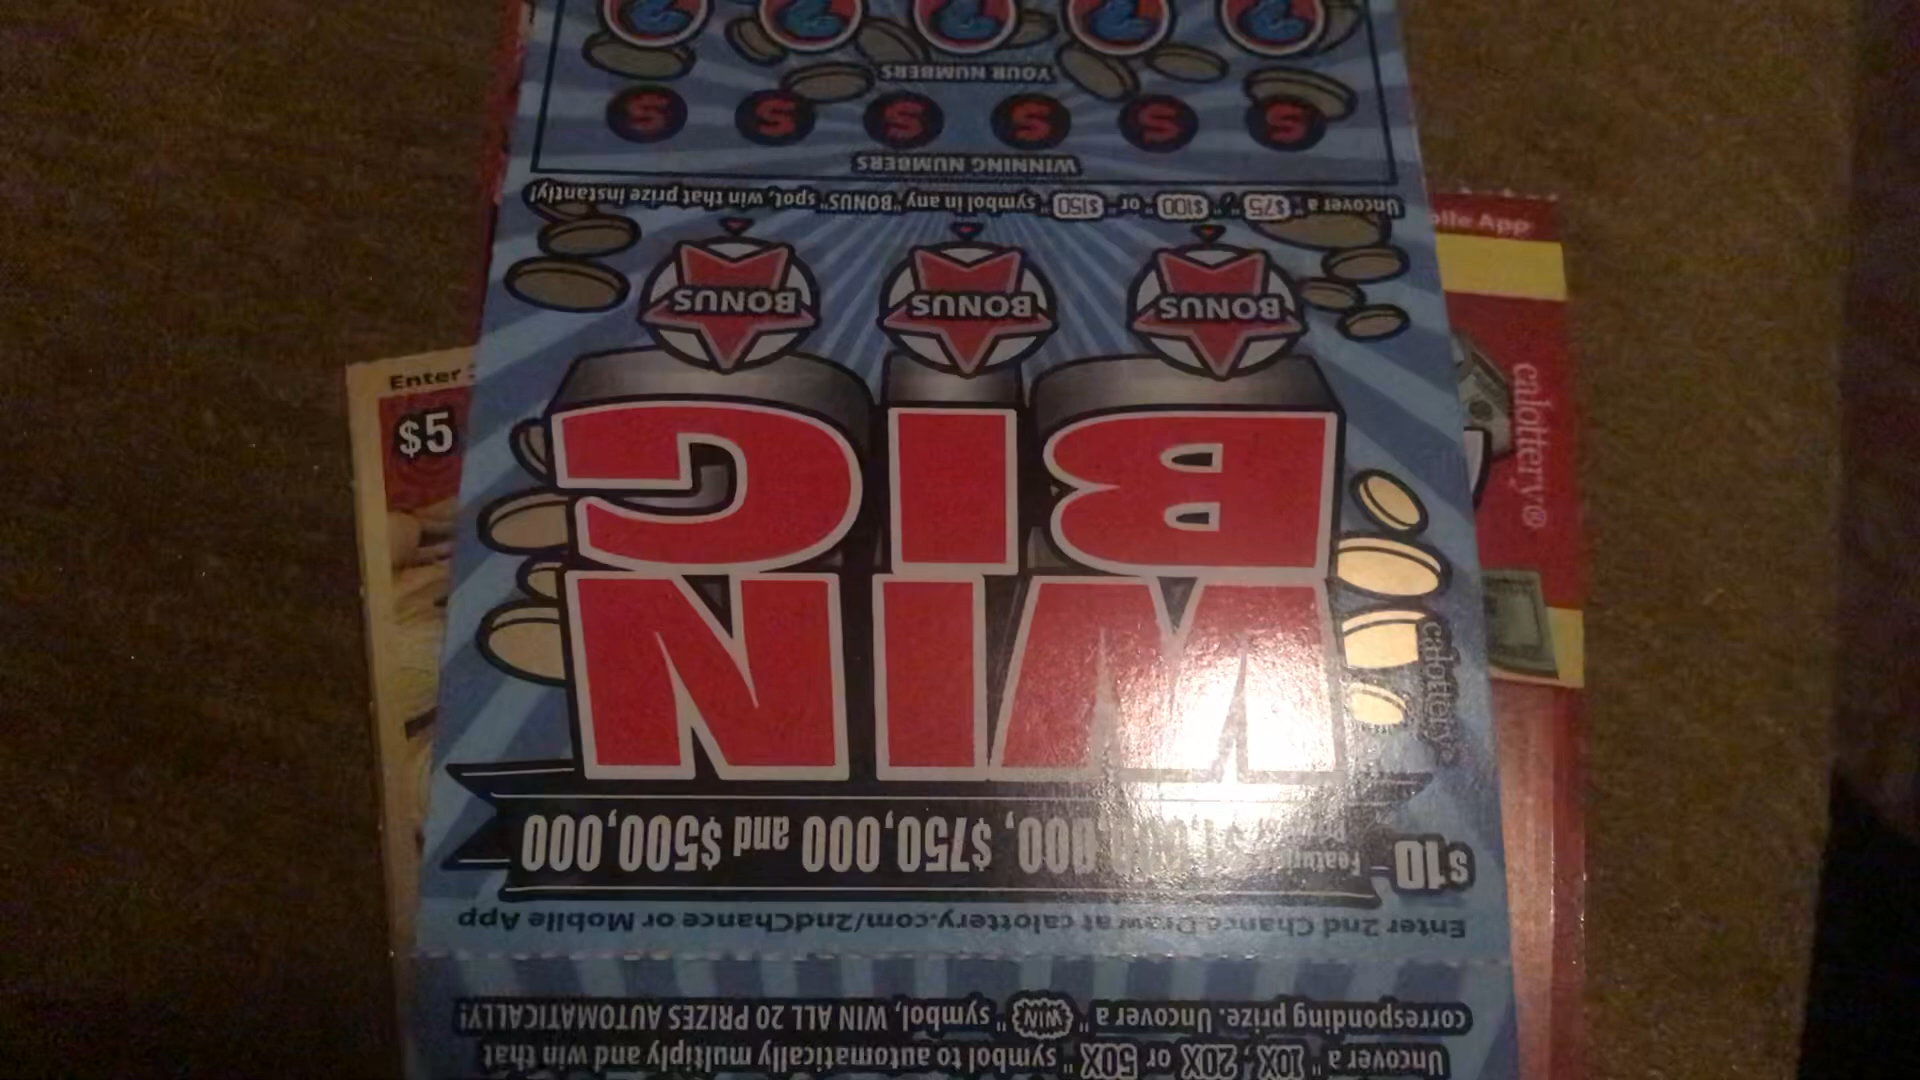 Uncover a "10X", "20X" or "50X" symbol to automatically multiply and win that
corresponding prize. Uncover a "WIN" symbol, WIN ALL 20 PRIZES AUTOMATICALLY!
Enter 2nd Chance Draw at calottery.com/2ndChance or Mobile App
$10
$750,000 and $500,000
WIN
BIG
calottery®
BONUS BONUS BONUS
Uncover a "$75", "$100" or "$150" symbol in any "BONUS" spot, win that prize instantly!
WINNING NUMBERS
$ $ $ $ $ $
YOUR NUMBERS
Enter
$5
Mobile App
calottery®